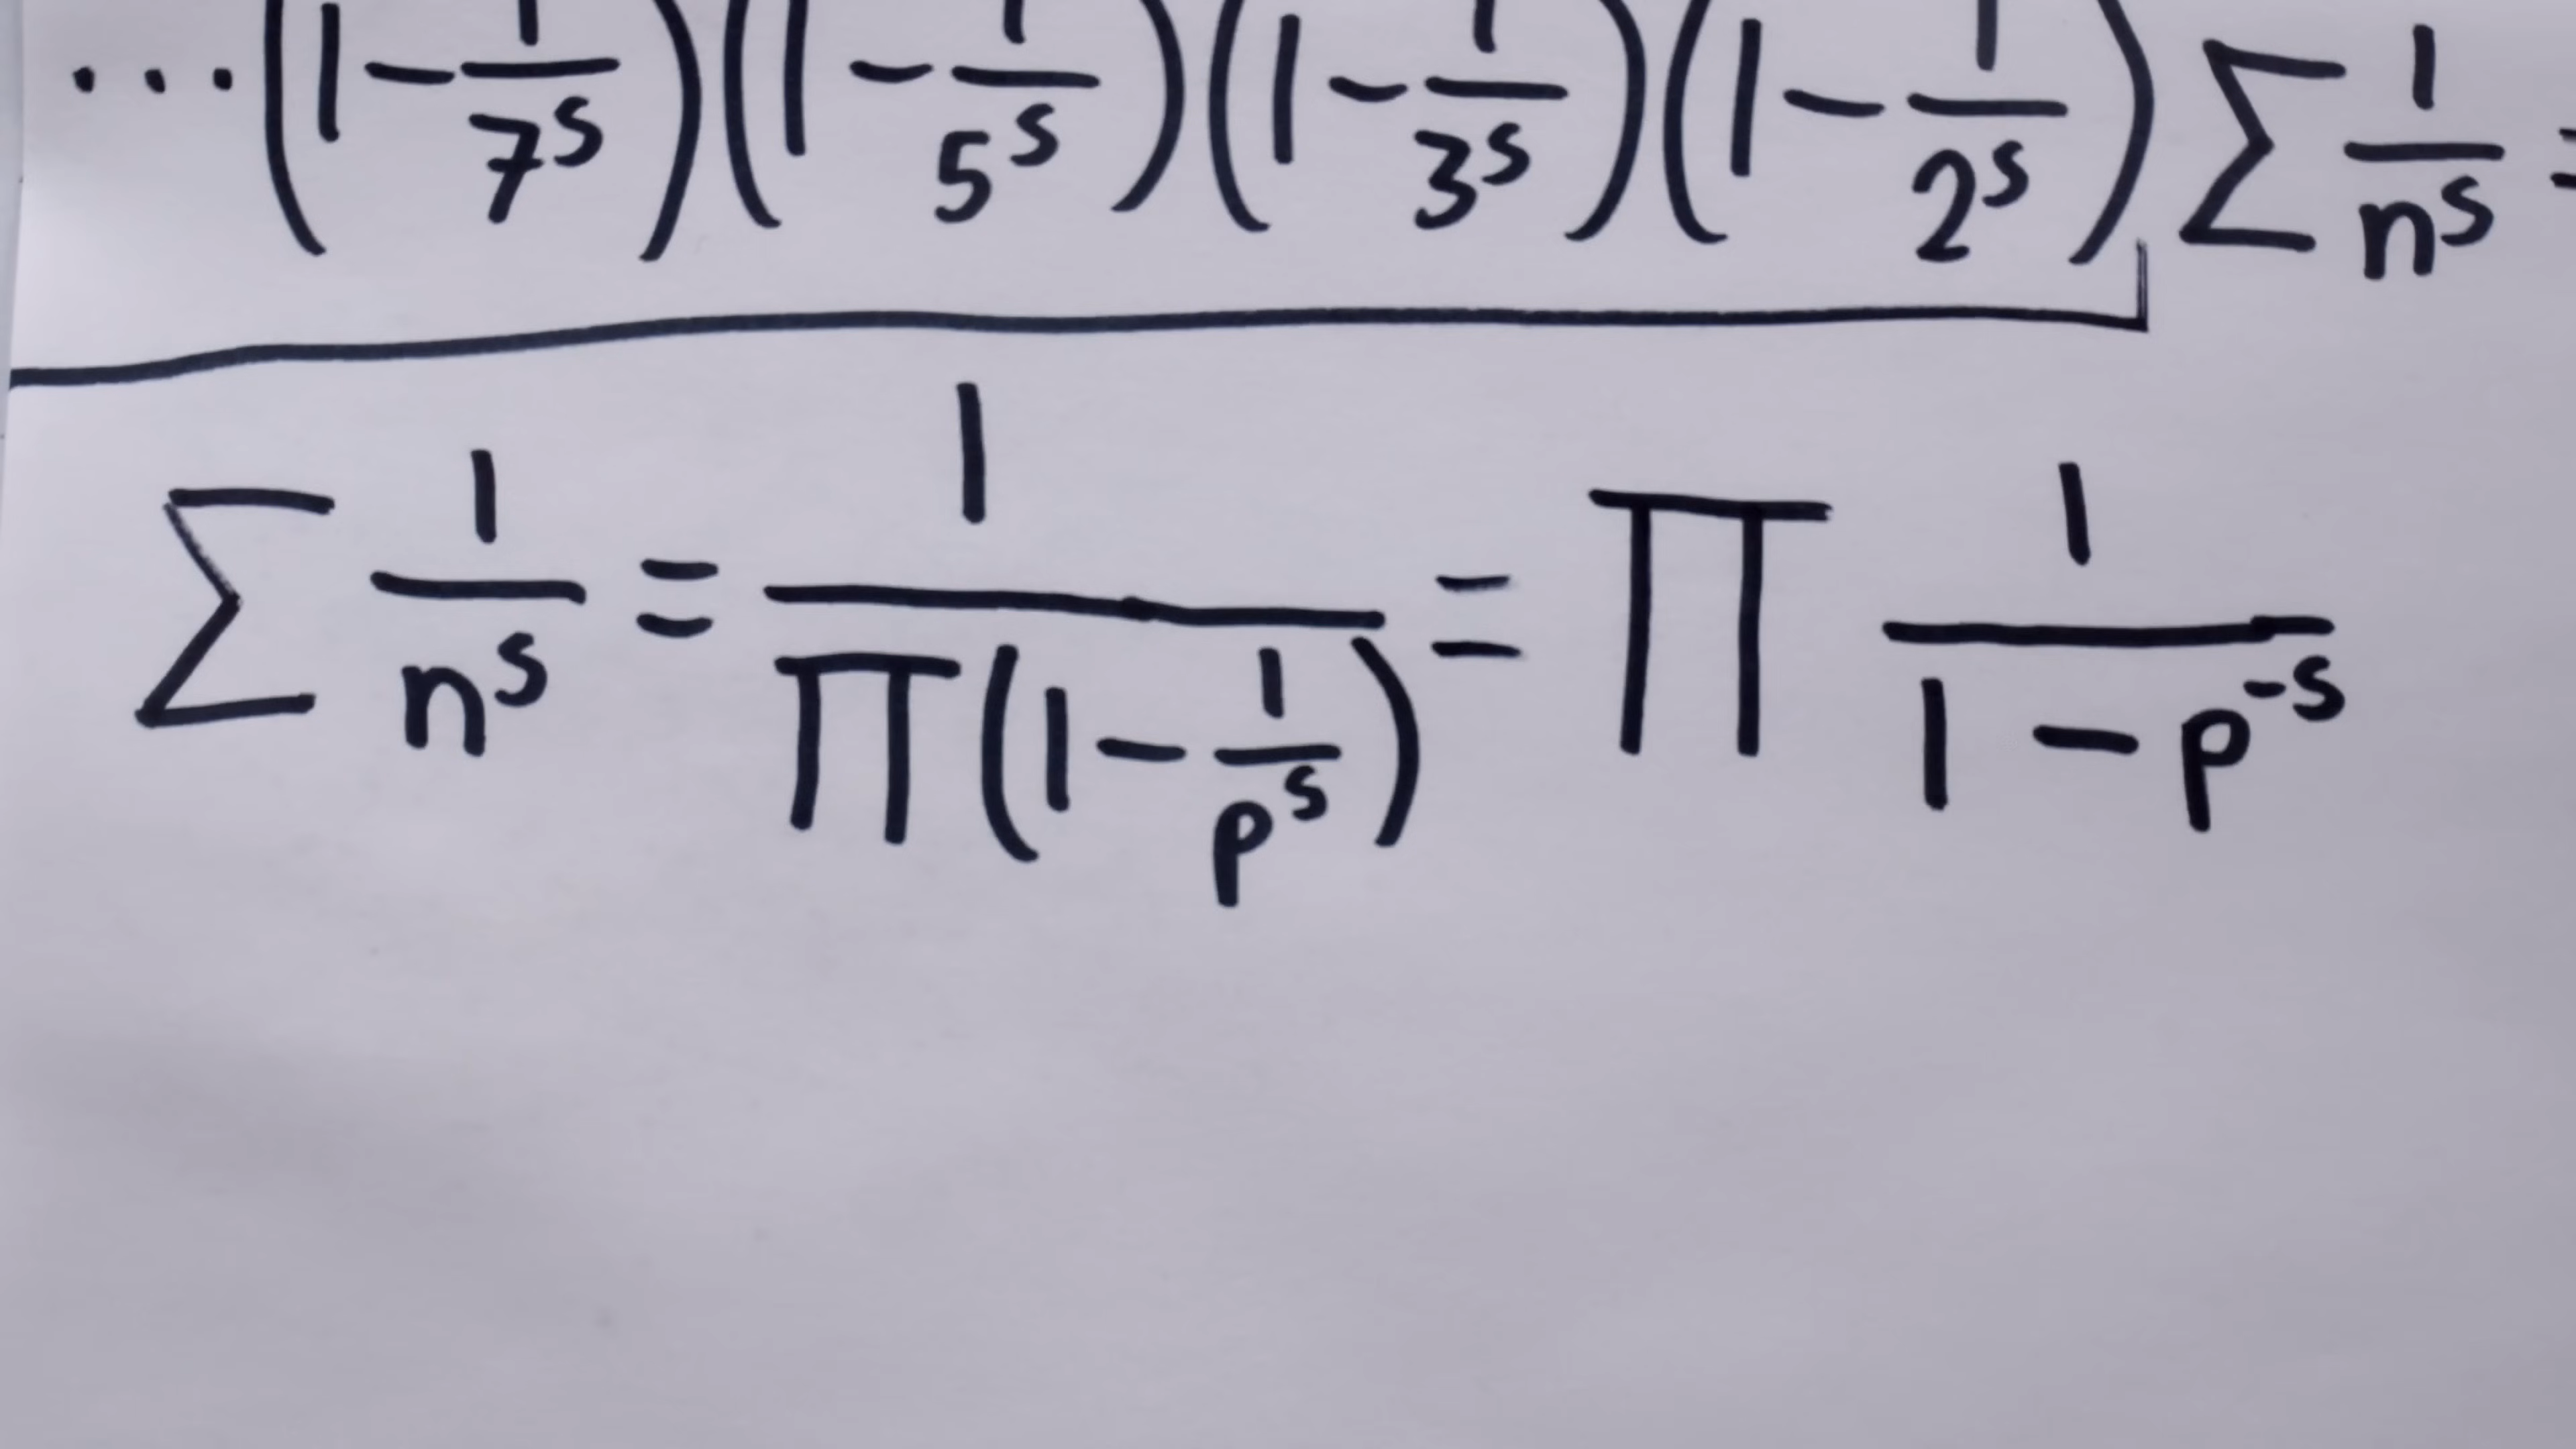 ...(1 - 1/7^s)(1 - 1/5^s)(1 - 1/3^s)(1 - 1/2^s) ∑ 1/n^s =
∑ 1/n^s = 1/∏(1 - 1/p^s) = ∏ 1/(1 - p^-s)